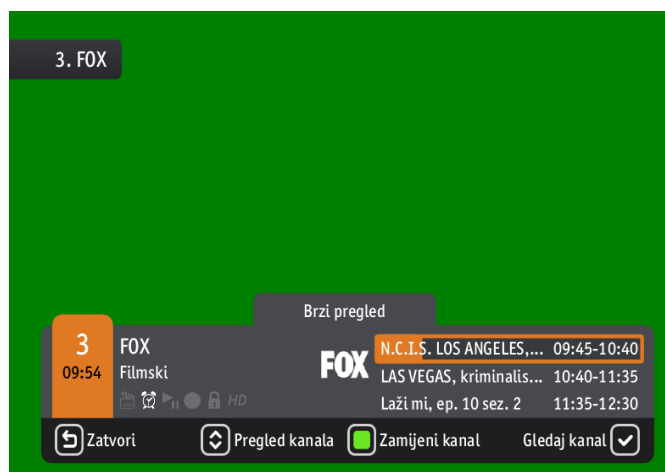 3. FOX
Brzi pregled
3
09:54
FOX
Filmski
HD
FOX
N.C.I.S. LOS ANGELES,... 09:45-10:40
LAS VEGAS, kriminalis... 10:40-11:35
Laži mi, ep. 10 sez. 2 11:35-12:30
Zatvori Pregled kanala Zamijeni kanal Gledaj kanal